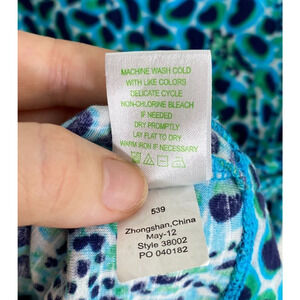 MACHINE WASH COLD
WITH LIKE COLORS
DELICATE CYCLE
NON-CHLORINE BLEACH
IF NEEDED
DRY PROMPTLY
LAY FLAT TO DRY
WARM IRON IF NECESSARY
539
Zhongshan,China
May-12
Style 38002
PO 040182